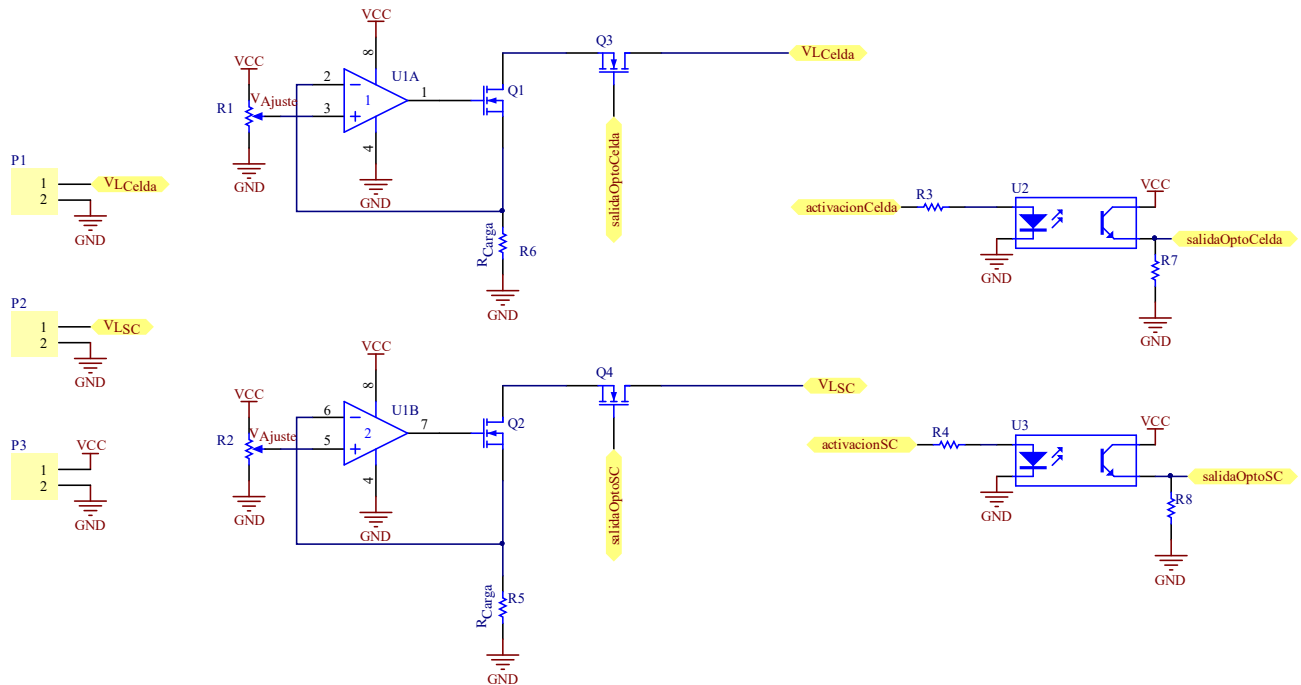 VCC
8
2
U1A
1
1
Q1
3
4
GND
VCC
R1
VAjuste
GND
RCarga
R6
GND
Q3
VLCelda
salidaOptoCelda
P1
1
2
VLCelda
GND
P2
1
2
VLSC
GND
P3
1
2
VCC
GND
VCC
8
6
U1B
2
7
Q2
5
4
GND
VCC
R2
VAjuste
GND
RCarga
R5
GND
Q4
VLSC
salidaOptoSC
activacionCelda
R3
U2
VCC
GND
salidaOptoCelda
R7
GND
activacionSC
R4
U3
VCC
GND
salidaOptoSC
R8
GND